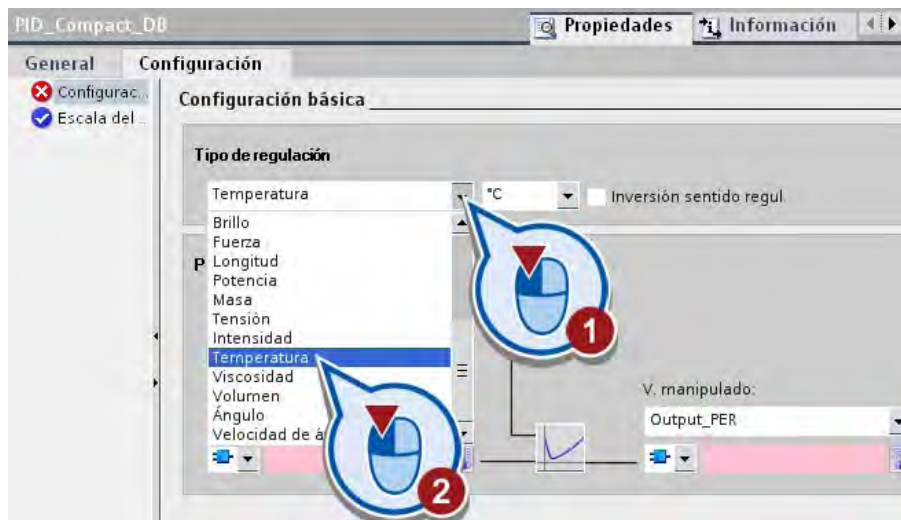 PID_Compact_DB
Propiedades
Información
General
Configuración
Configurac...
Escala del ...
Configuración básica
Tipo de regulación
Temperatura
°C
Inversión sentido regul.
Brillo
Fuerza
P
Longitud
Potencia
Masa
Tensión
Intensidad
Temperatura
Viscosidad
Volumen
Ángulo
Velocidad de
1
2
V. manipulado:
Output_PER